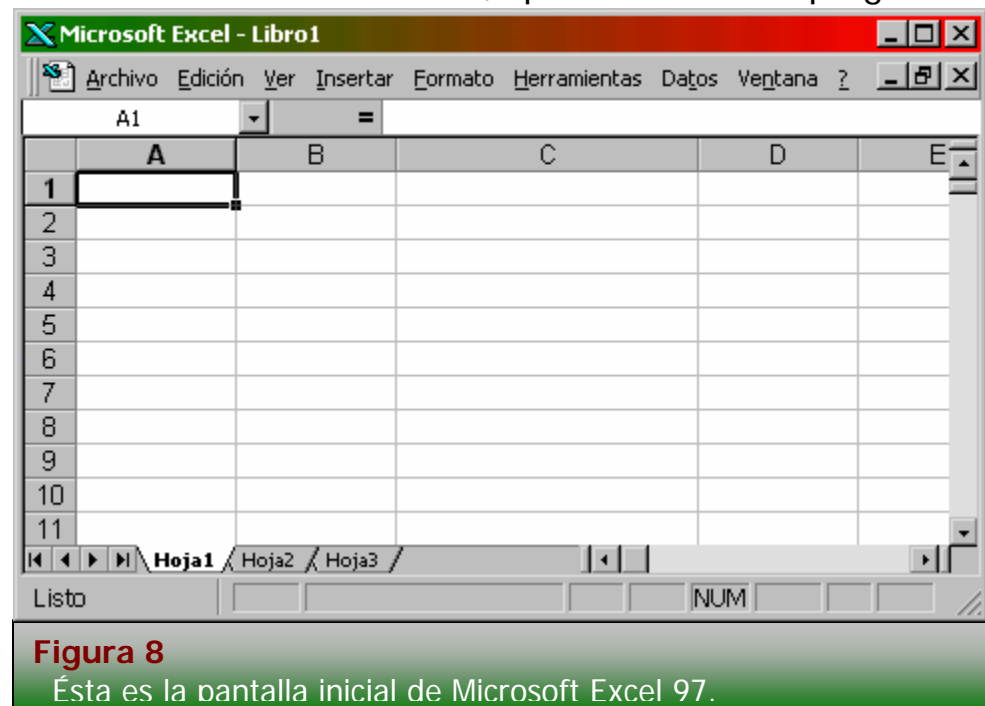 Microsoft Excel - Libro1
Archivo Edición Ver Insertar Formato Herramientas Datos Ventana ?
A1 =
A B C D E
1
2
3
4
5
6
7
8
9
10
11
Hoja1 Hoja2 Hoja3
Listo NUM
Figura 8
Ésta es la pantalla inicial de Microsoft Excel 97.